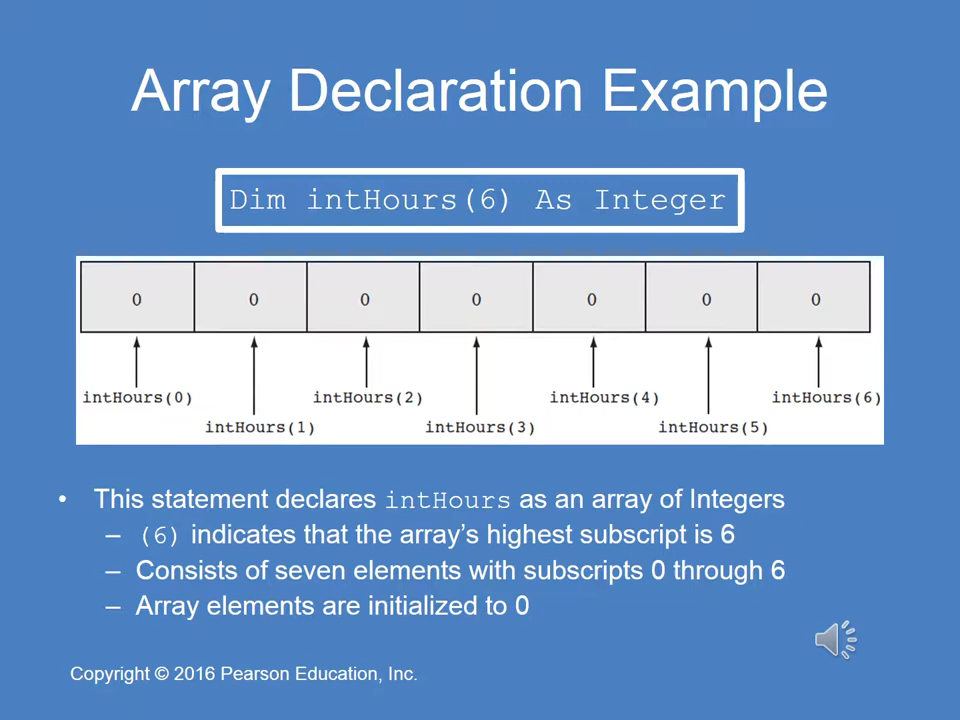 Array Declaration Example
Dim intHours(6) As Integer
0 0 0 0 0 0 0
intHours(0) intHours(2) intHours(4) intHours(6)
intHours(1) intHours(3) intHours(5)
• This statement declares intHours as an array of Integers
– (6) indicates that the array’s highest subscript is 6
– Consists of seven elements with subscripts 0 through 6
– Array elements are initialized to 0
Copyright © 2016 Pearson Education, Inc.